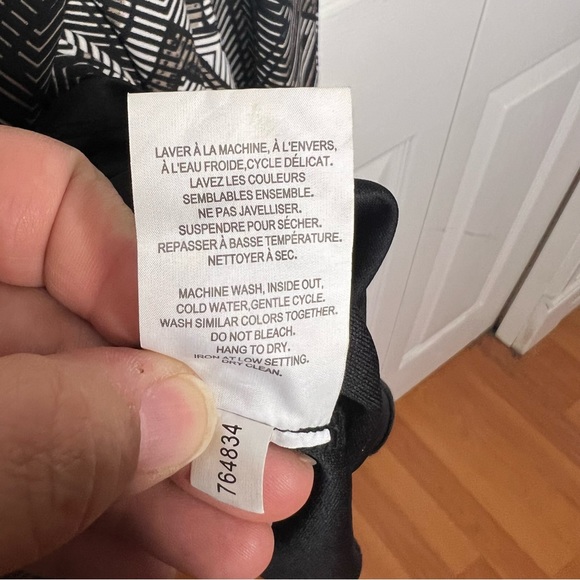 LAVER À LA MACHINE, À L'ENVERS,
À L'EAU FROIDE,CYCLE DÉLICAT.
LAVEZ LES COULEURS
SEMBLABLES ENSEMBLE.
NE PAS JAVELLISER.
SUSPENDRE POUR SÉCHER.
REPASSER À BASSE TEMPÉRATURE.
NETTOYER À SEC.
MACHINE WASH, INSIDE OUT,
COLD WATER,GENTLE CYCLE.
WASH SIMILAR COLORS TOGETHER.
DO NOT BLEACH.
HANG TO DRY.
IRON AT LOW SETTING.
DRY CLEAN.
764834